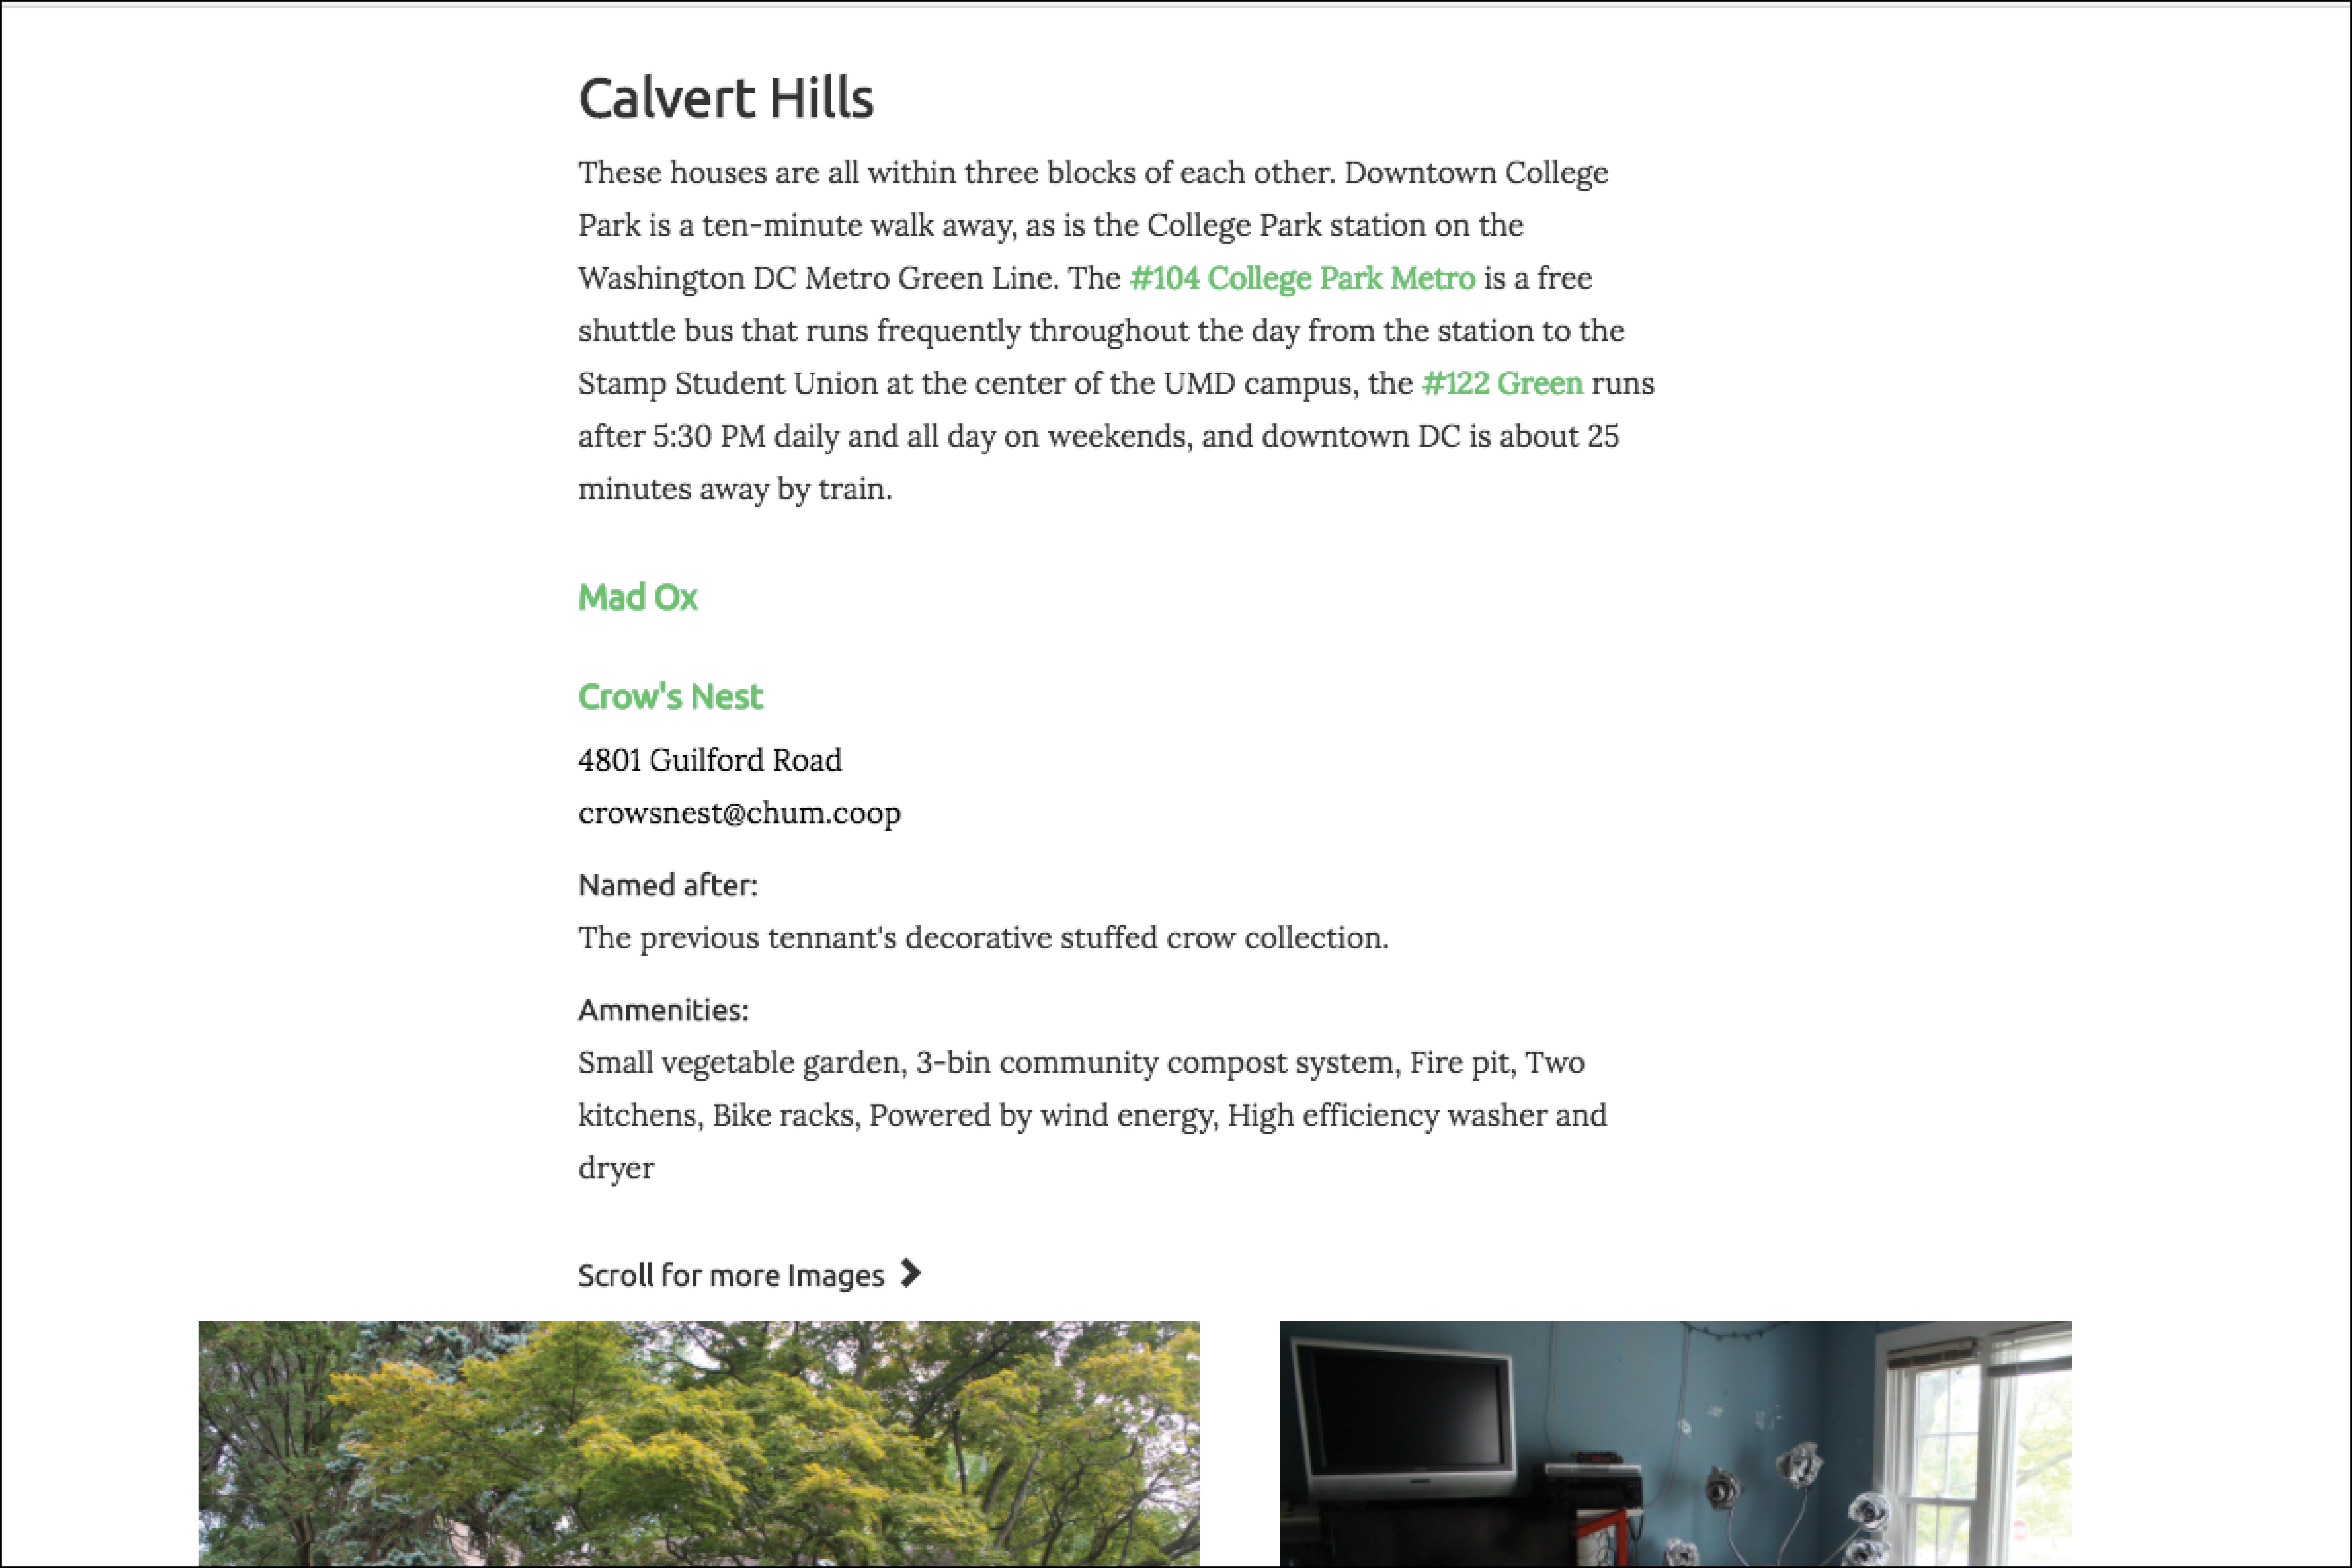 Calvert Hills
These houses are all within three blocks of each other. Downtown College
Park is a ten-minute walk away, as is the College Park station on the
Washington DC Metro Green Line. The #104 College Park Metro is a free
shuttle bus that runs frequently throughout the day from the station to the
Stamp Student Union at the center of the UMD campus, the #122 Green runs
after 5:30 PM daily and all day on weekends, and downtown DC is about 25
minutes away by train.
Mad Ox
Crow's Nest
4801 Guilford Road
crowsnest@chum.coop
Named after:
The previous tennant's decorative stuffed crow collection.
Ammenities:
Small vegetable garden, 3-bin community compost system, Fire pit, Two
kitchens, Bike racks, Powered by wind energy, High efficiency washer and
dryer
Scroll for more Images